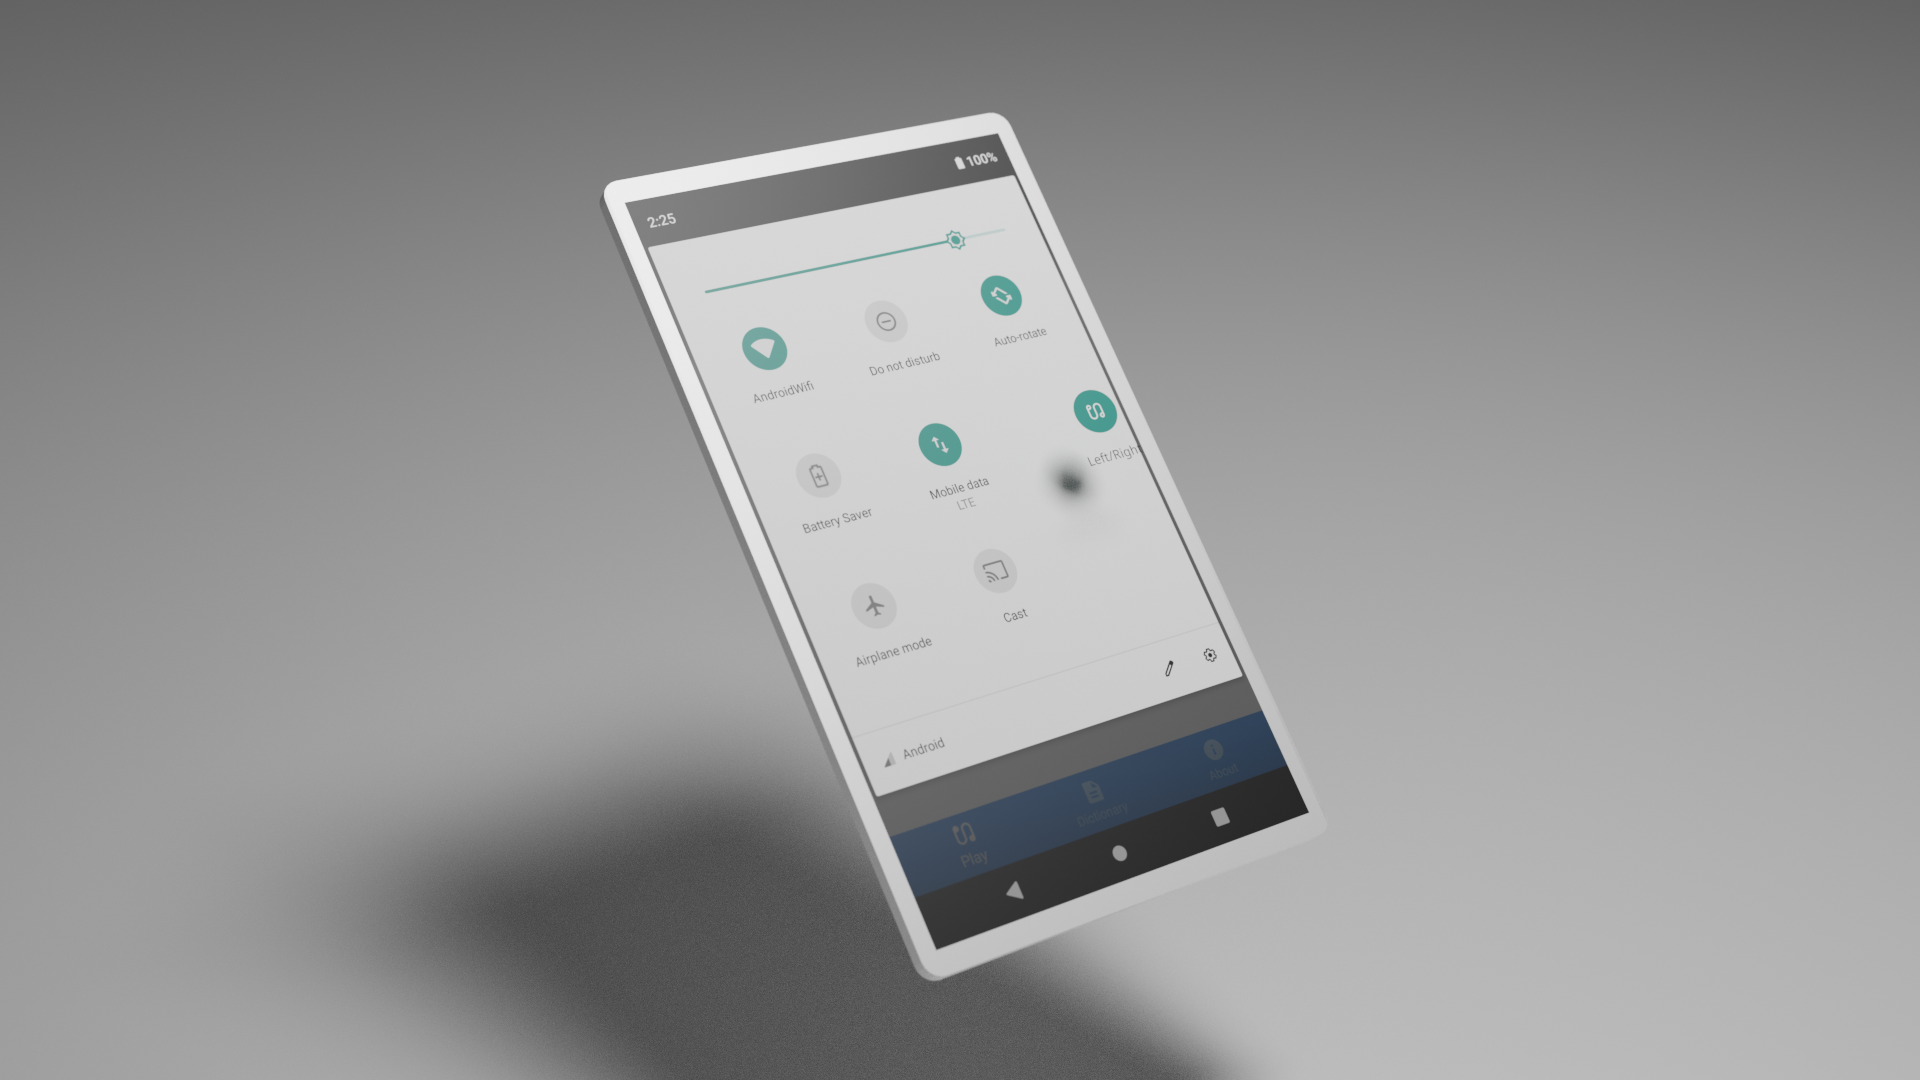 2:25
100%
AndroidWifi
Do not disturb
Auto-rotate
Battery Saver
Mobile data
LTE
Left/Right
Airplane mode
Cast
Android
Play
Dictionary
About